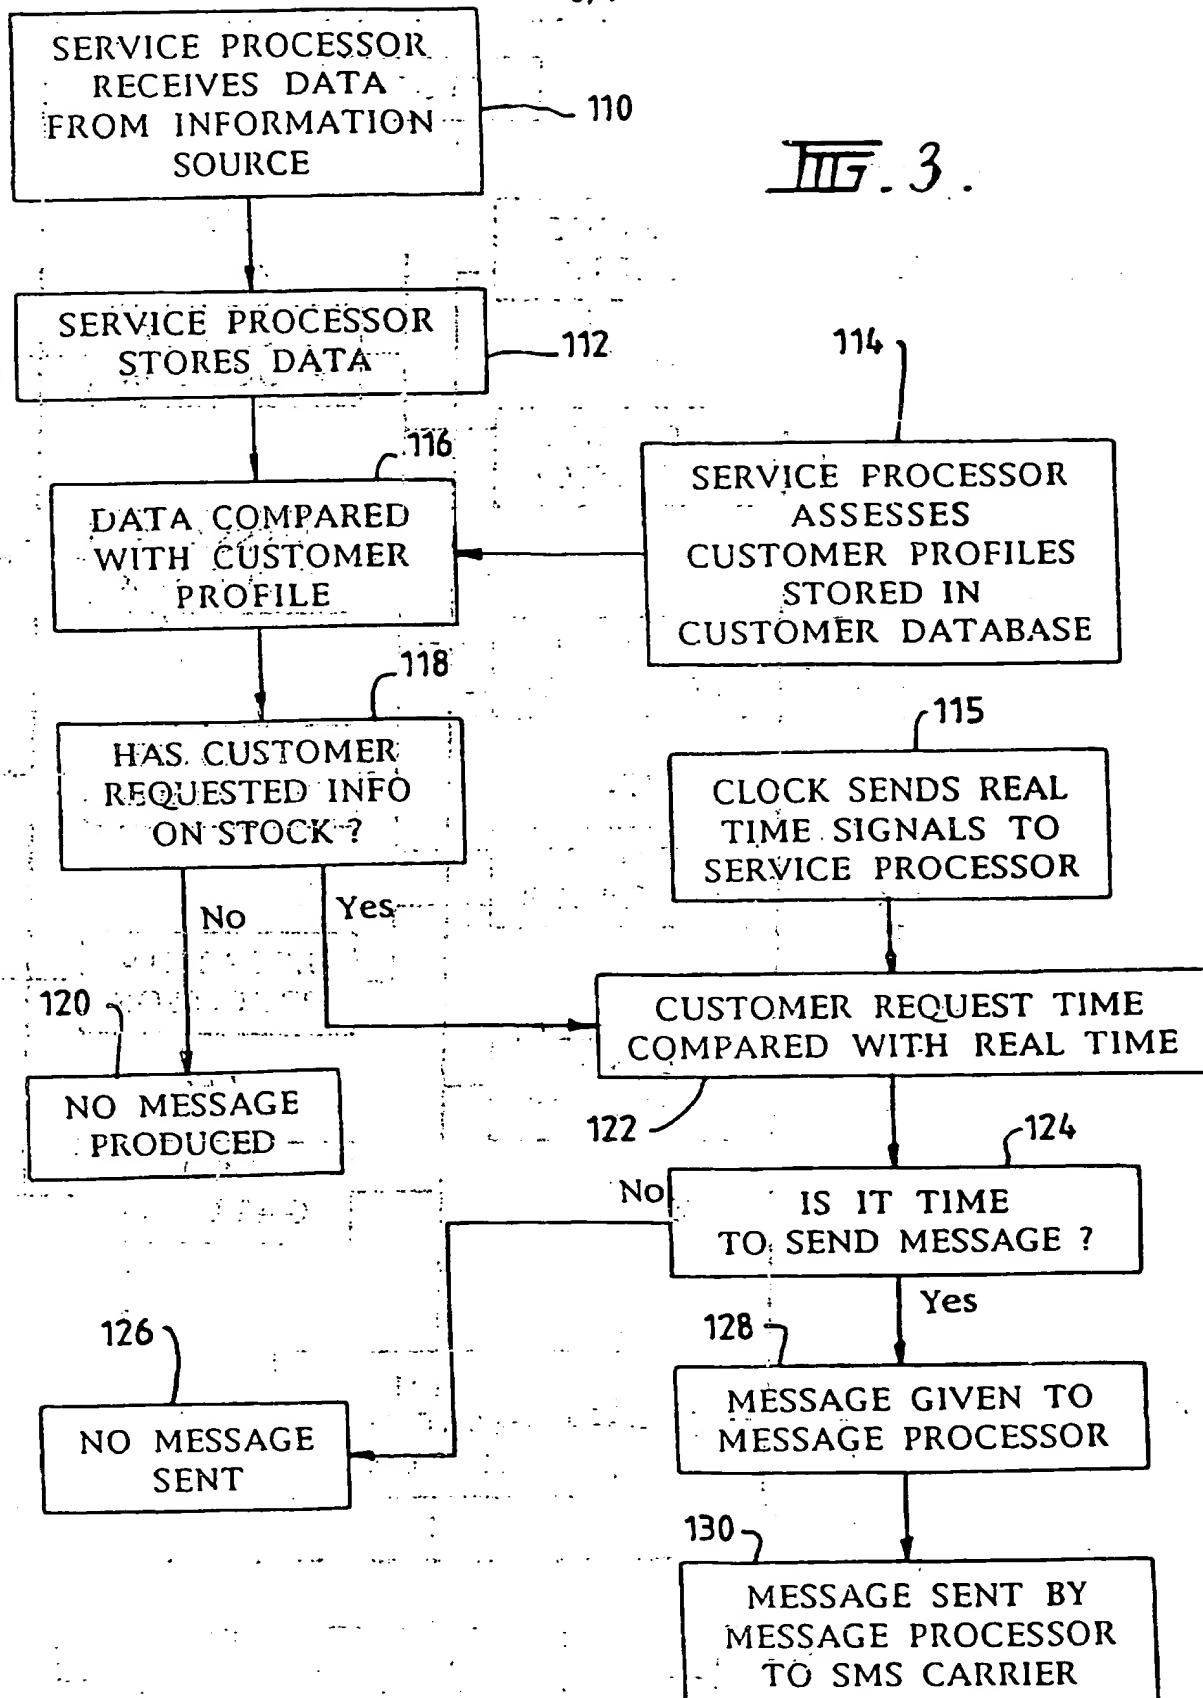 SERVICE PROCESSOR
RECEIVES DATA
FROM INFORMATION
SOURCE
110
FIG. 3.
SERVICE PROCESSOR
STORES DATA
112
114
116
DATA COMPARED
WITH CUSTOMER
PROFILE
SERVICE PROCESSOR
ASSESSES
CUSTOMER PROFILES
STORED IN
CUSTOMER DATABASE
118
HAS CUSTOMER
REQUESTED INFO
ON STOCK ?
115
CLOCK SENDS REAL
TIME SIGNALS TO
SERVICE PROCESSOR
No
Yes
120
NO MESSAGE
PRODUCED
CUSTOMER REQUEST TIME
COMPARED WITH REAL TIME
122
124
No
IS IT TIME
TO SEND MESSAGE ?
Yes
126
NO MESSAGE
SENT
128
MESSAGE GIVEN TO
MESSAGE PROCESSOR
130
MESSAGE SENT BY
MESSAGE PROCESSOR
TO SMS CARRIER